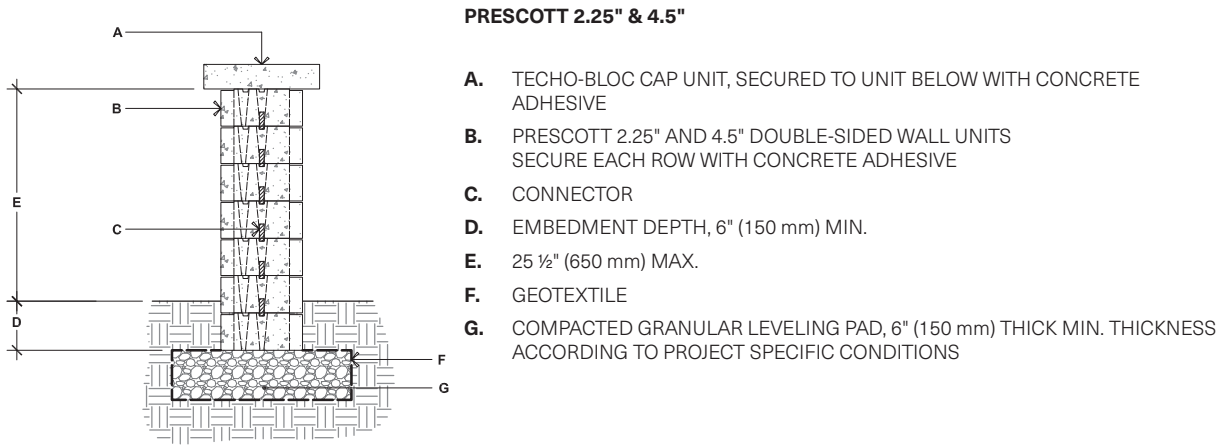 PRESCOTT 2.25" & 4.5"
A
B
E
C
D
F
G
A. TECHO-BLOC CAP UNIT, SECURED TO UNIT BELOW WITH CONCRETE
ADHESIVE
B. PRESCOTT 2.25" AND 4.5" DOUBLE-SIDED WALL UNITS
SECURE EACH ROW WITH CONCRETE ADHESIVE
C. CONNECTOR
D. EMBEDMENT DEPTH, 6" (150 mm) MIN.
E. 25 ½" (650 mm) MAX.
F. GEOTEXTILE
G. COMPACTED GRANULAR LEVELING PAD, 6" (150 mm) THICK MIN. THICKNESS
ACCORDING TO PROJECT SPECIFIC CONDITIONS